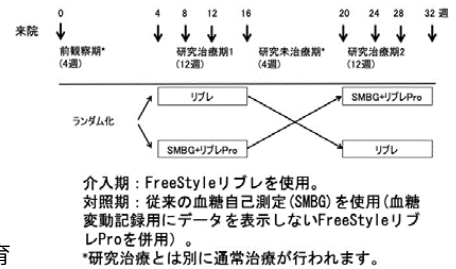 0 4 8 12 16 20 24 28 32 週
来院
前観察期* 研究治療期1 研究未治療期* 研究治療期2
(4週) (12週) (4週) (12週)
リブレ SMBG+リブレPro
ランダム化
SMBG+リブレPro リブレ
介入期：FreeStyleリブレを使用。
対照期：従来の血糖自己測定(SMBG)を使用(血糖
変動記録用にデータを表示しないFreeStyleリブ
レProを併用)。
*研究治療とは別に通常治療が行われます。
育